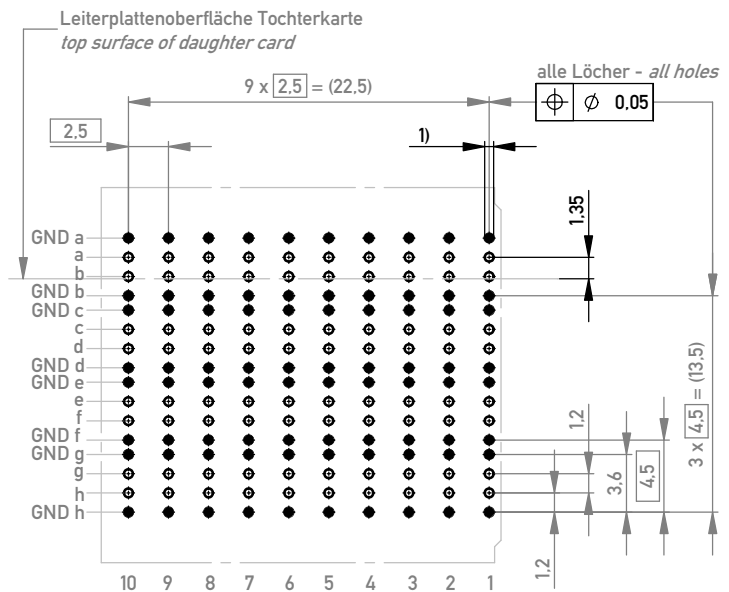 Leiterplattenoberfläche Tochterkarte
top surface of daughter card
alle Löcher - all holes
9 x 2,5 = (22,5)
⌖ ⌀ 0,05
2,5
1)
1,35
GND a
a
b
GND b
GND c
c
d
GND d
GND e
e
f
GND f
GND g
g
h
GND h
1,2
3,6
4,5
3 x 4,5 = (13,5)
1,2
10 9 8 7 6 5 4 3 2 1